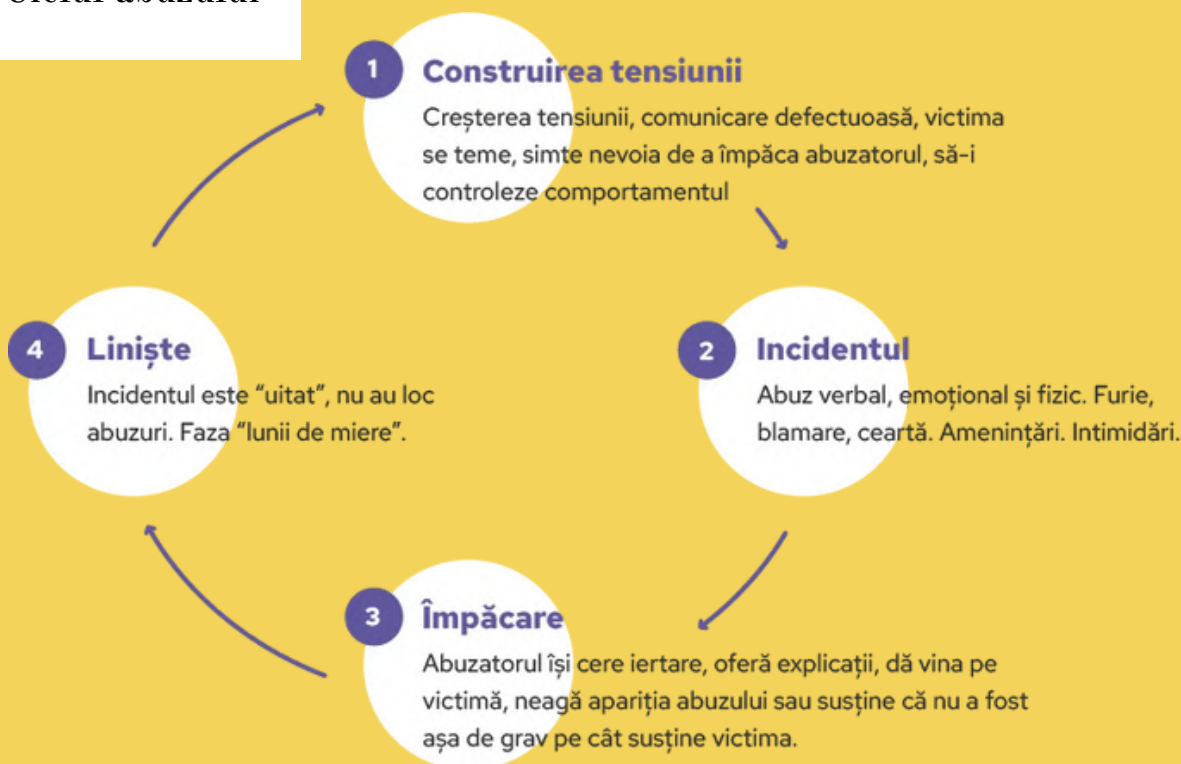 Ciclul abuzului
1
Construirea tensiunii
Creșterea tensiunii, comunicare defectuoasă, victima
se teme, simte nevoia de a împăca abuzatorul, să-i
controleze comportamentul
4
Liniște
Incidentul este “uitat”, nu au loc
abuzuri. Faza “lunii de miere”.
2
Incidentul
Abuz verbal, emoțional și fizic. Furie,
blamare, ceartă. Amenințări. Intimidări.
3
Împăcare
Abuzatorul își cere iertare, oferă explicații, dă vina pe
victimă, neagă apariția abuzului sau susține că nu a fost
așa de grav pe cât susține victima.